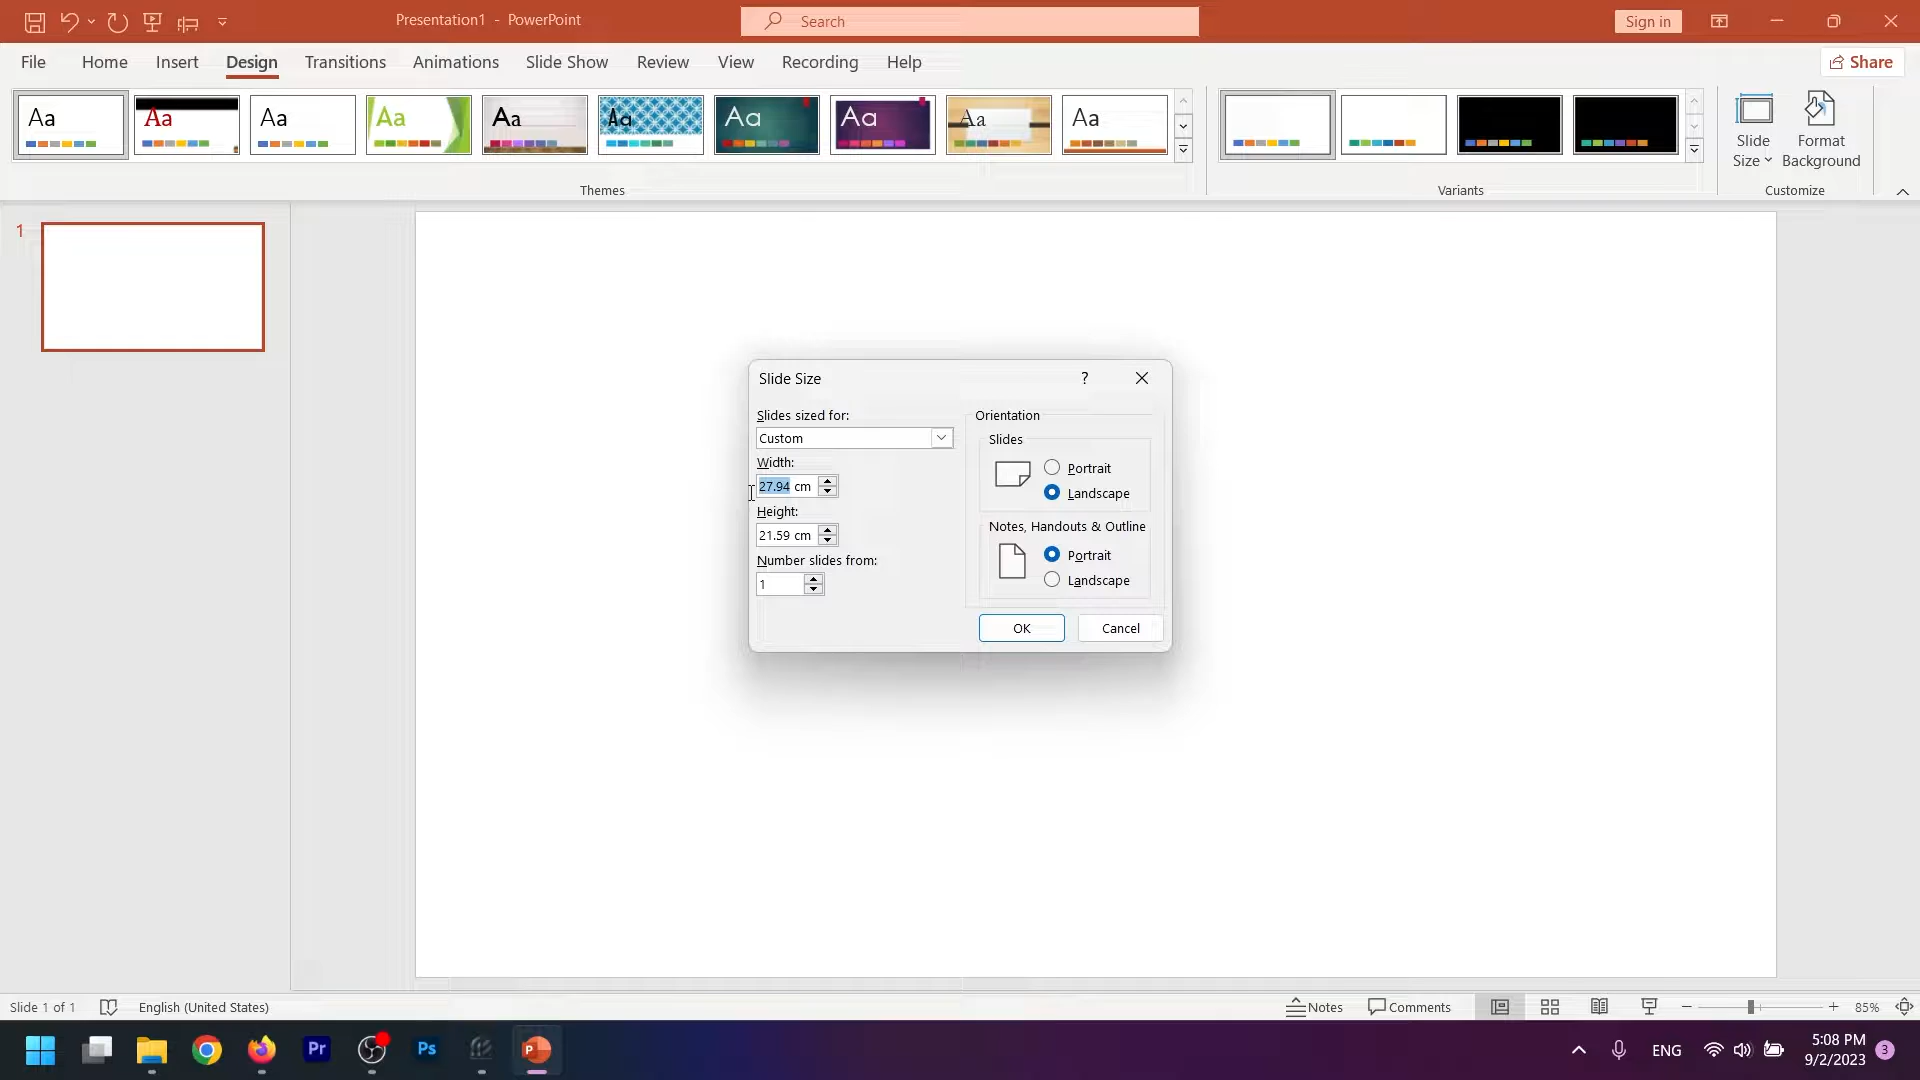 Presentation1 - PowerPoint
Search
Sign in
File Home Insert Design Transitions Animations Slide Show Review View Recording Help
Share
Aa Aa Aa Aa Aa Aa Aa Aa Aa Aa
Slide Size
Format Background
Themes
Variants
Customize
1
Slide Size
?
Slides sized for:
Custom
Width:
27.94 cm
Height:
21.59 cm
Number slides from:
1
Orientation
Slides
Portrait
Landscape
Notes, Handouts & Outline
Portrait
Landscape
OK
Cancel
Slide 1 of 1
English (United States)
Notes
Comments
85%
Pr
Ps
P
ENG
5:08 PM
9/2/2023
3